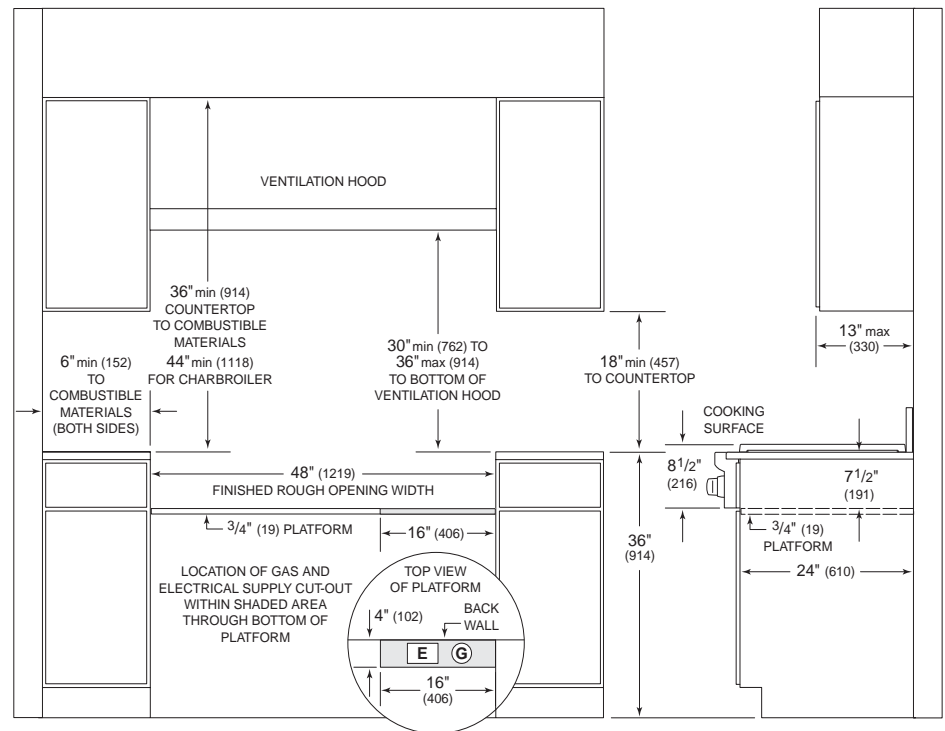 VENTILATION HOOD
36" min (914)
COUNTERTOP
TO COMBUSTIBLE
MATERIALS
44" min (1118)
FOR CHARBROILER
6" min (152)
TO
COMBUSTIBLE
MATERIALS
(BOTH SIDES)
30" min (762) TO
36" max (914)
TO BOTTOM OF
VENTILATION HOOD
18" min (457)
TO COUNTERTOP
13" max
(330)
COOKING
SURFACE
8 1/2"
(216)
7 1/2"
(191)
48" (1219)
FINISHED ROUGH OPENING WIDTH
3/4" (19) PLATFORM
16" (406)
36"
(914)
3/4" (19)
PLATFORM
24" (610)
LOCATION OF GAS AND
ELECTRICAL SUPPLY CUT-OUT
WITHIN SHADED AREA
THROUGH BOTTOM OF
PLATFORM
TOP VIEW
OF PLATFORM
4" (102)
BACK
WALL
E G
16"
(406)